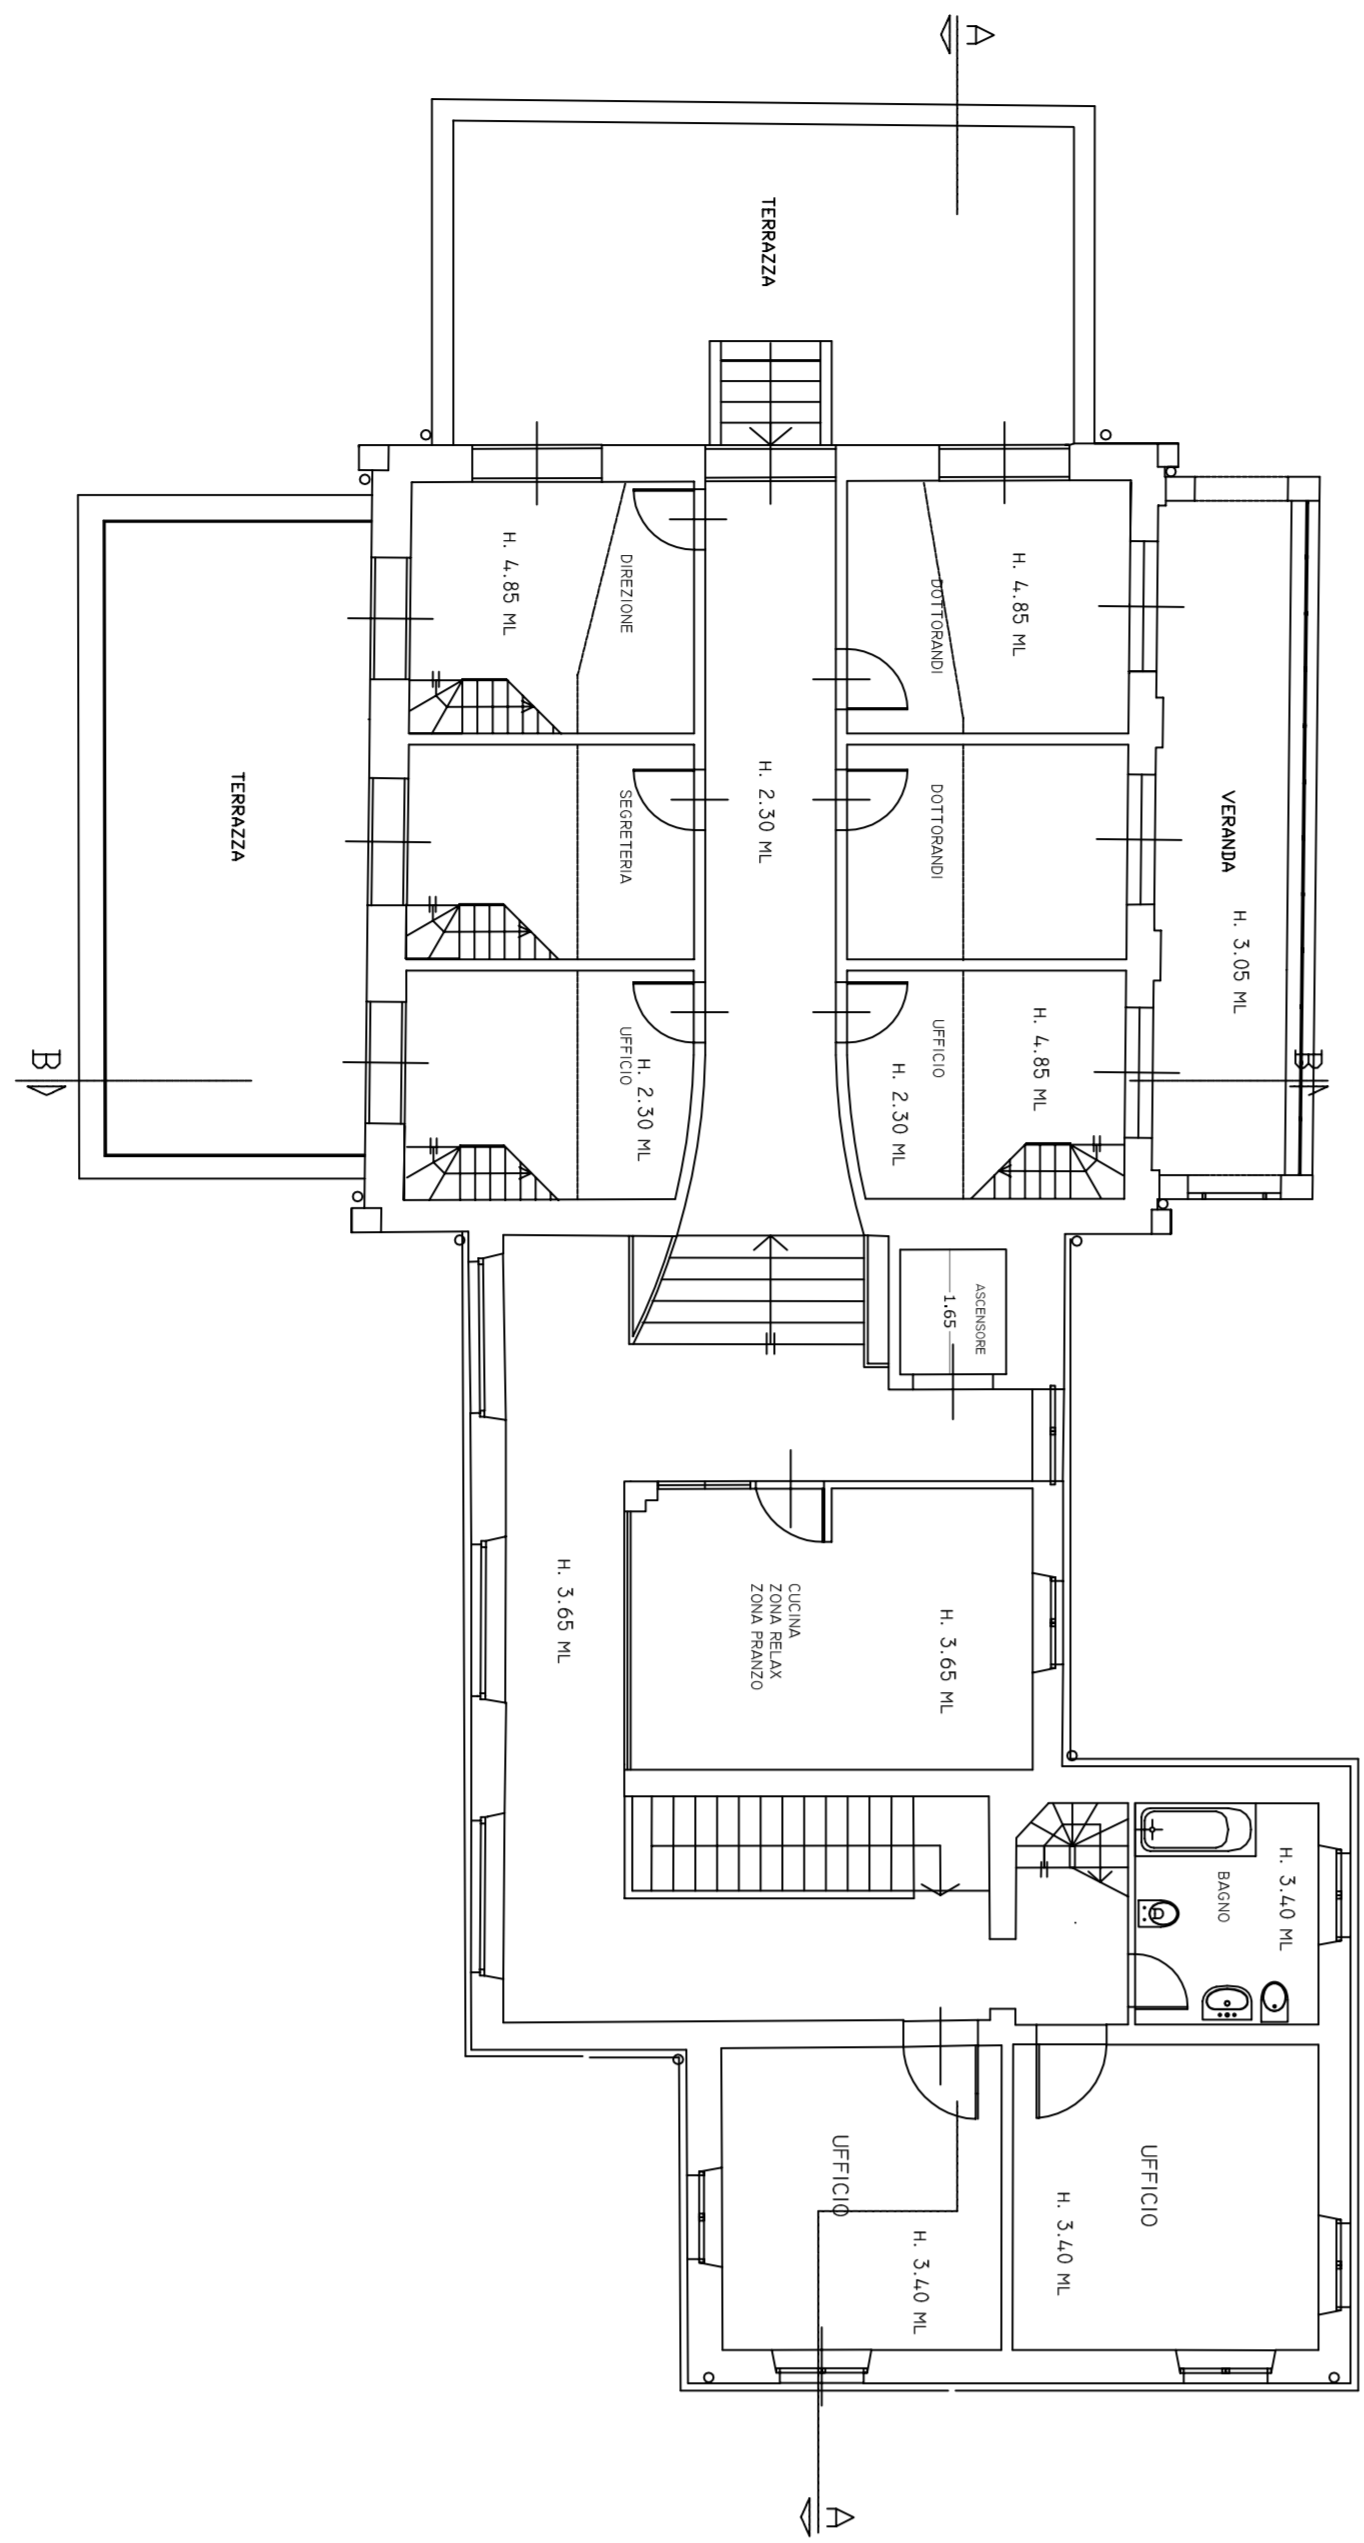 A
TERRAZZA
H. 4.85 ML
DIREZIONE
DOTTORANDI
H. 4.85 ML
TERRAZZA
SEGRETERIA
H. 2.30 ML
DOTTORANDI
VERANDA
H. 3.05 ML
B
UFFICIO
H. 2.30 ML
H. 2.30 ML
UFFICIO
H. 4.85 ML
B
1.65
ASCENSORE
H. 3.65 ML
CUCINA
ZONA RELAX
ZONA PRANZO
H. 3.65 ML
BAGNO
H. 3.40 ML
UFFICIO
H. 3.40 ML
UFFICIO
H. 3.40 ML
A